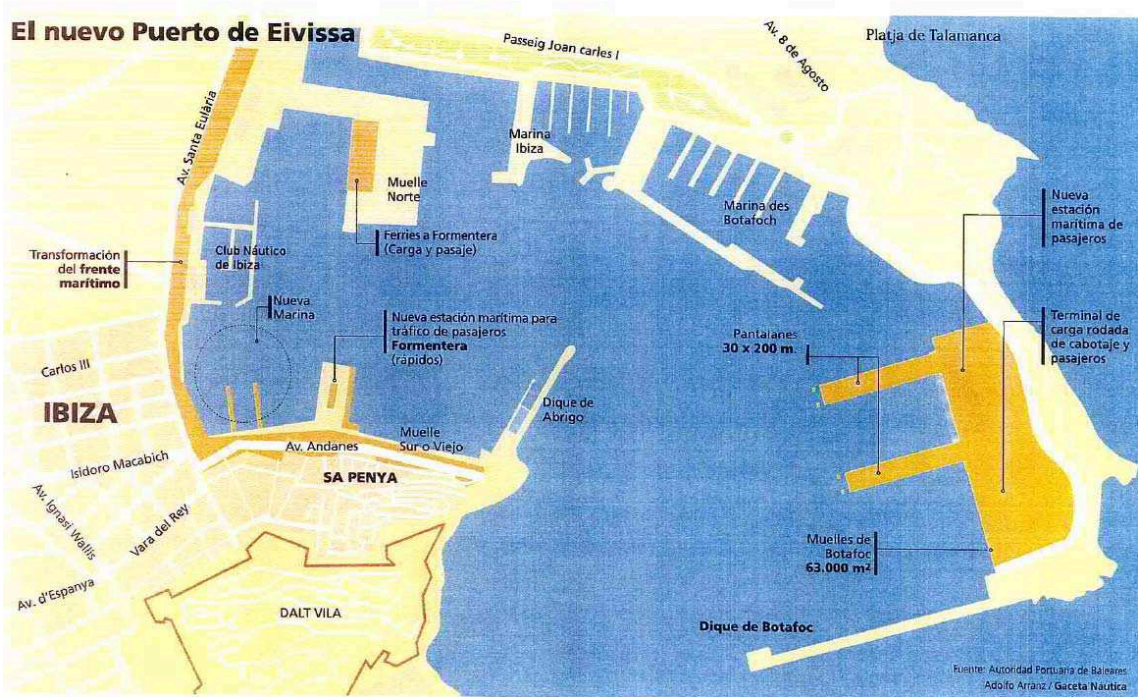 El nuevo Puerto de Eivissa
Passeig Joan carles I
Av. 8 de Agosto
Platja de Talamanca
Av. Santa Eulària
Marina
Ibiza
Muelle
Norte
Marina des
Botafoch
Nueva
estación
marítima de
pasajeros
Ferries a Formentera
(Carga y pasaje)
Club Náutico
de Ibiza
Transformación
del frente
marítimo
Nueva
Marina
Nueva estación marítima para
tráfico de pasajeros
Formentera
(rápidos)
Pantalanes
30 x 200 m.
Terminal de
carga rodada
de cabotaje y
pasajeros
Carlos III
IBIZA
Dique de
Abrigo
Av. Andanes
Muelle
Sur o Viejo
Isidoro Macabich
SA PENYA
Av. Ignasi Wallis
Vara del Rey
Muelles de
Botafoc
63.000 m²
Av. d'Espanya
DALT VILA
Dique de Botafoc
Fuente: Autoridad Portuaria de Baleares
Adolfo Arranz / Gaceta Náutica